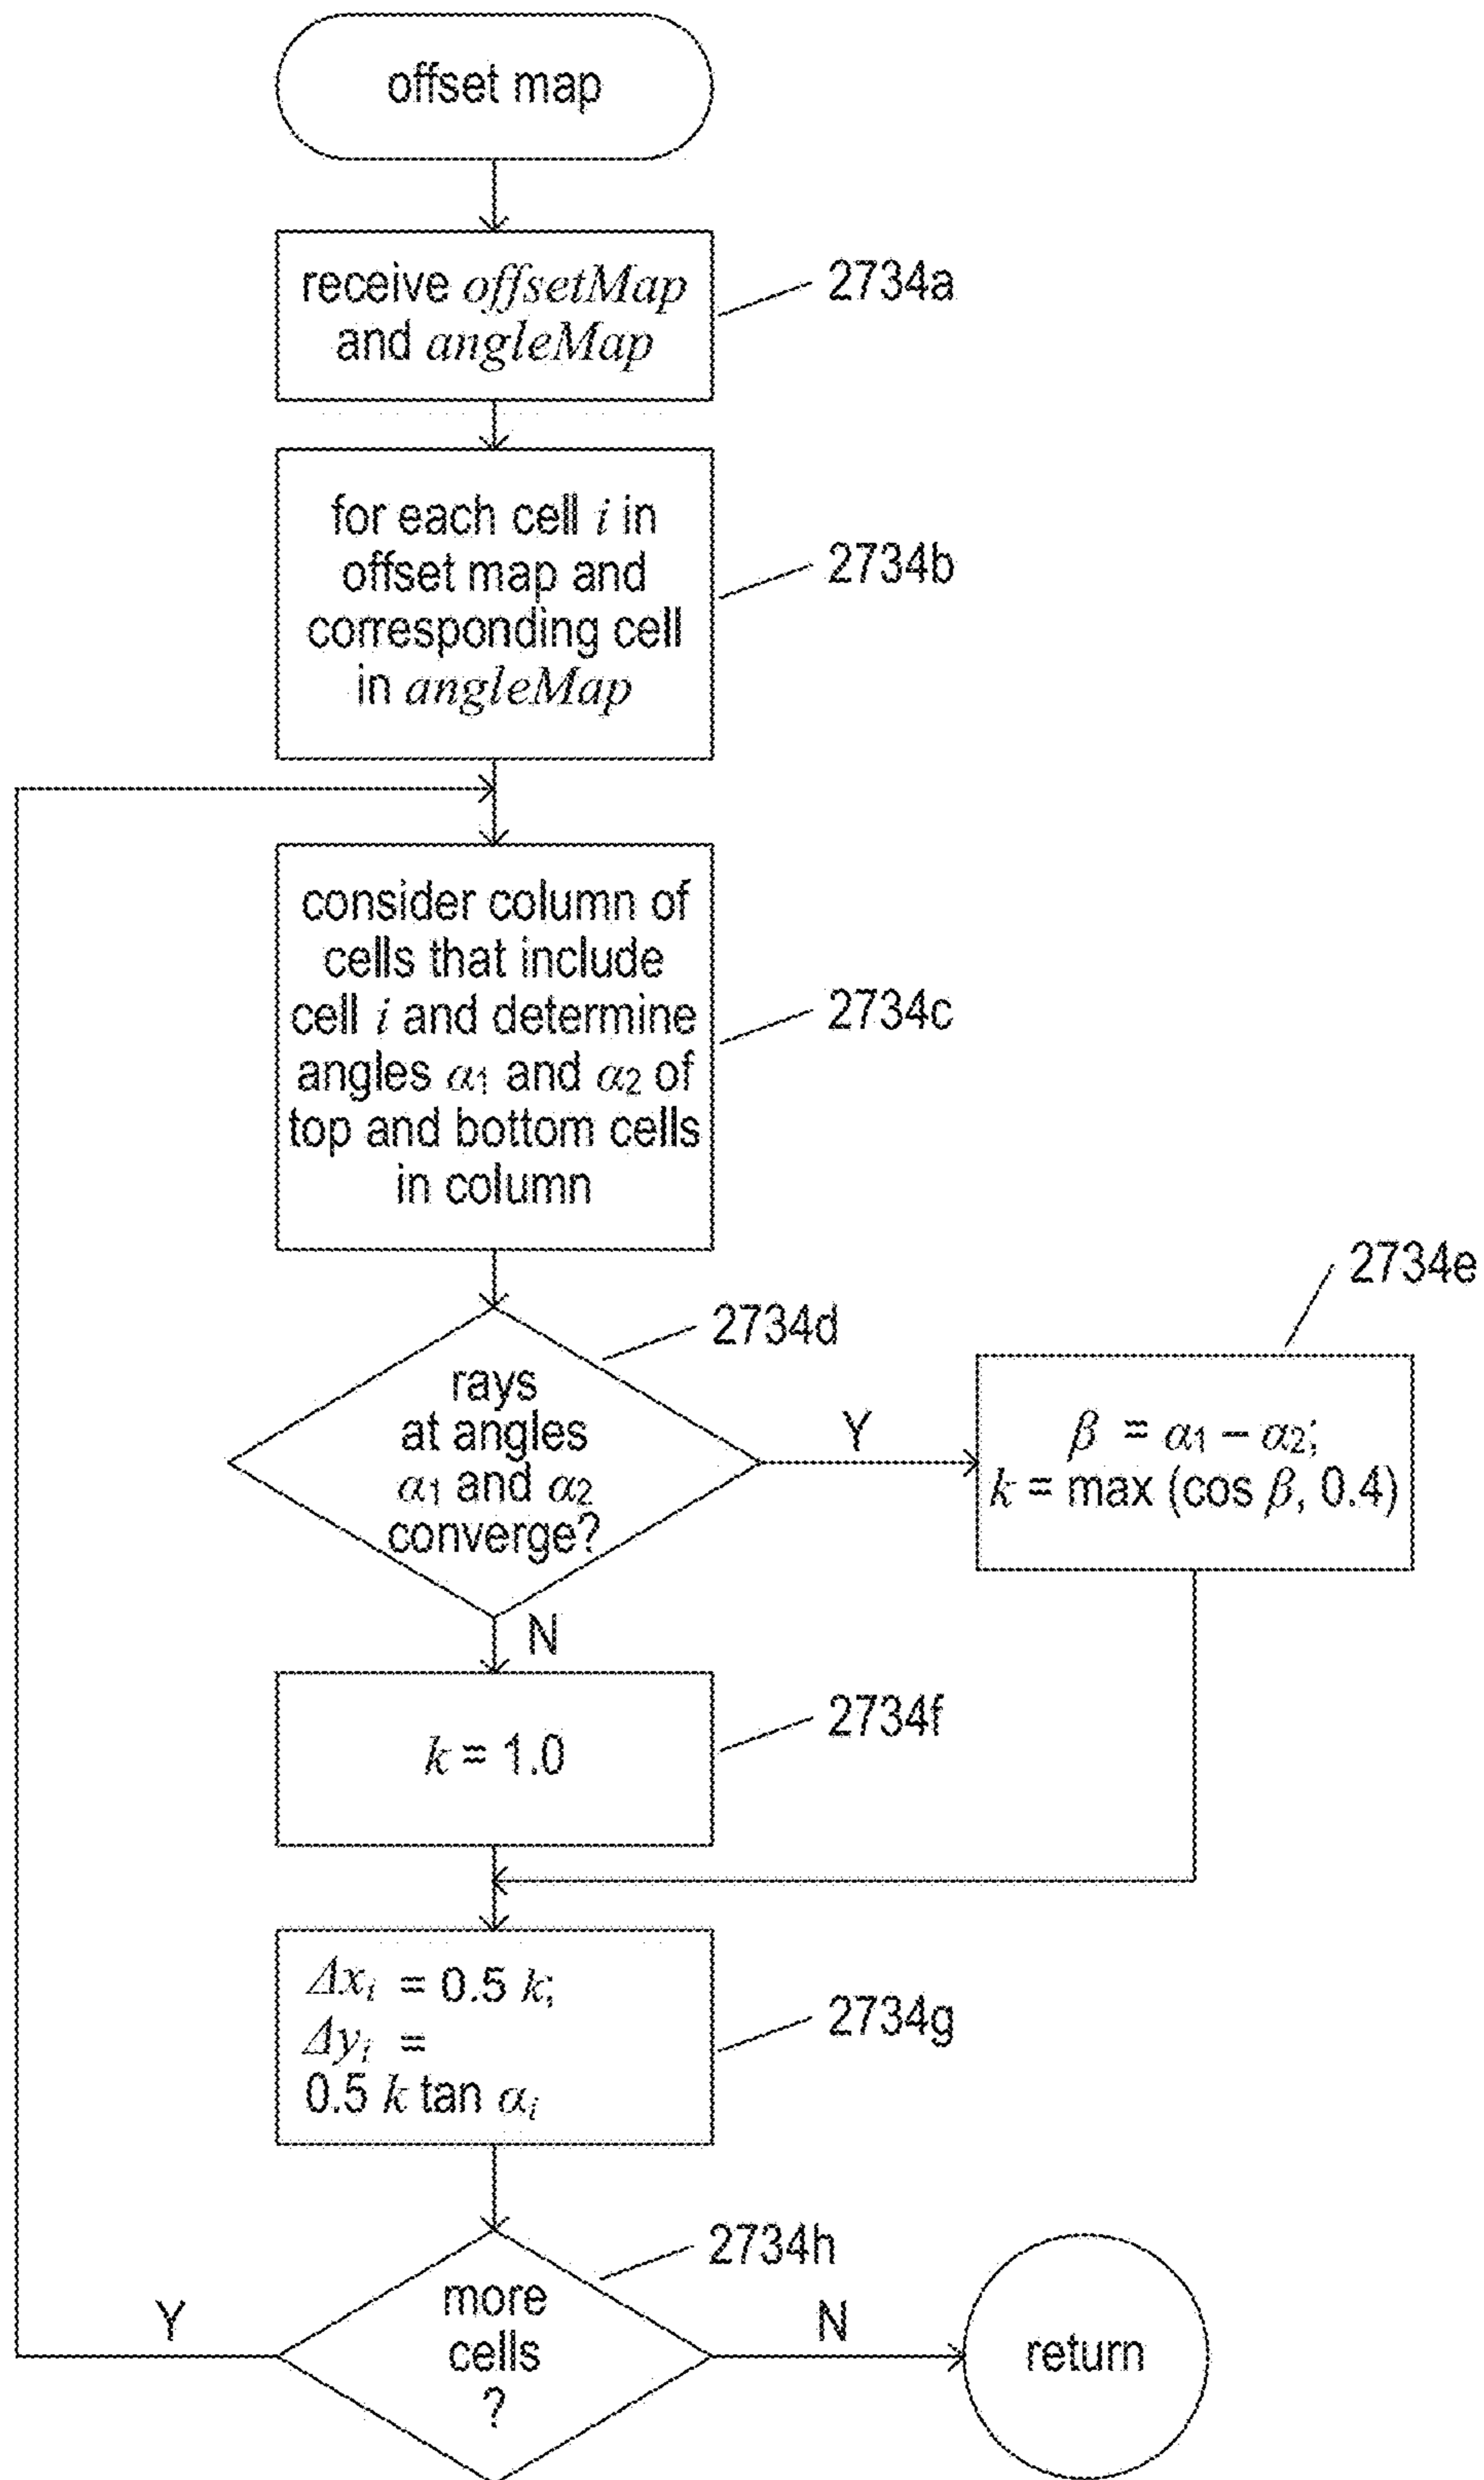 offset map
receive offsetMap
and angleMap
2734a
for each cell i in
offset map and
corresponding cell
in angleMap
2734b
consider column of
cells that include
cell i and determine
angles α1 and α2 of
top and bottom cells
in column
2734c
2734d
rays
at angles
α1 and α2
converge?
Y
2734e
β = α1 – α2;
k = max (cos β, 0.4)
N
k = 1.0
2734f
Δxi = 0.5 k;
Δyi =
0.5 k tan αi
2734g
2734h
more
cells
?
Y
N
return